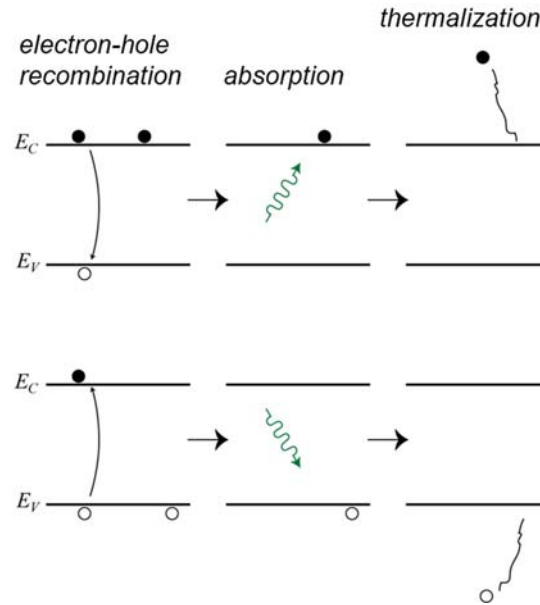 thermalization
electron-hole
recombination
absorption
E_C
E_V
E_C
E_V